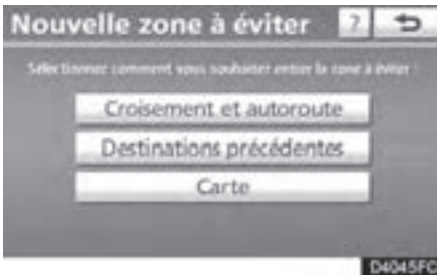 Nouvelle zone à éviter ?
Sélectionnez comment vous souhaitez entrer la zone à éviter :
Croisement et autoroute
Destinations précédentes
Carte
D4045FC